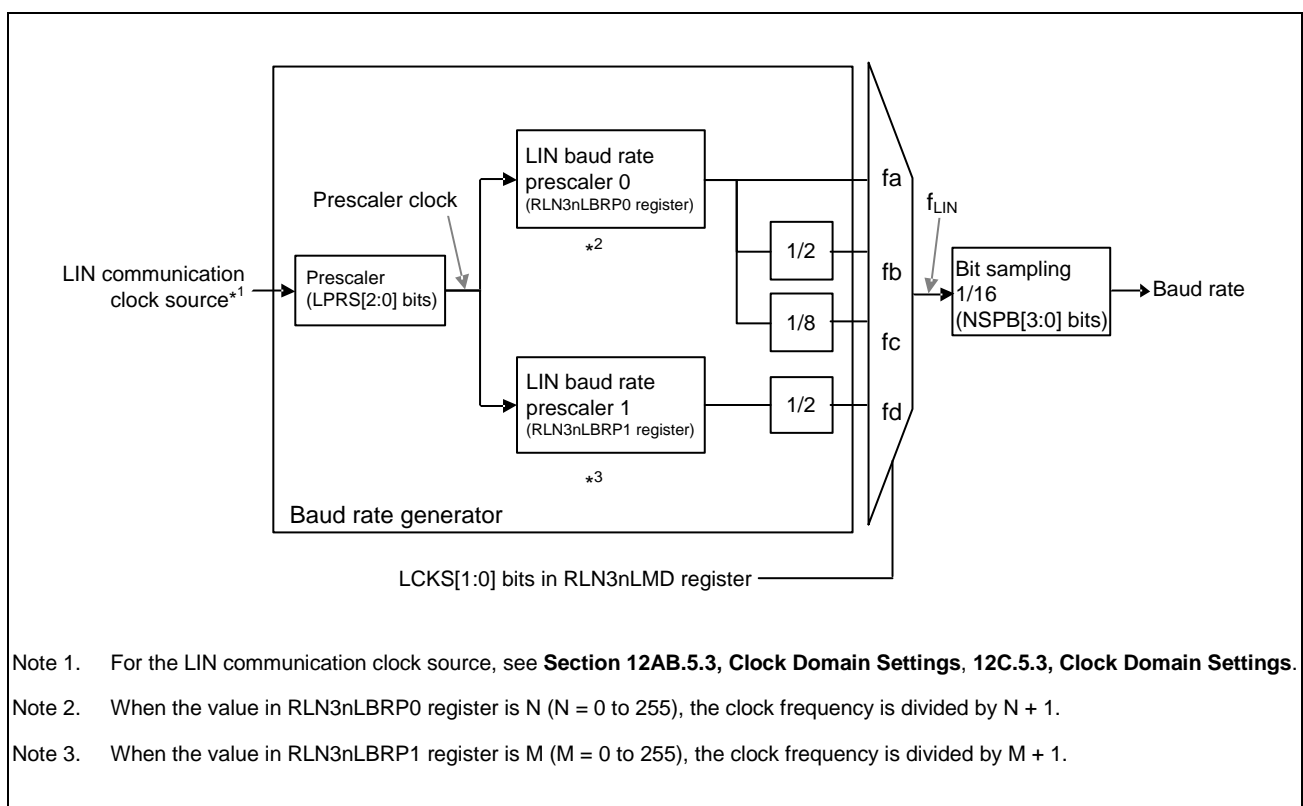 LIN baud rate
prescaler 0
(RLN3nLBRP0 register)
*2
Prescaler clock
LIN communication
clock source*1
Prescaler
(LPRS[2:0] bits)
1/2
1/8
LIN baud rate
prescaler 1
(RLN3nLBRP1 register)
*3
1/2
fa
fb
fc
fd
fLIN
Bit sampling
1/16
(NSPB[3:0] bits)
Baud rate
Baud rate generator
LCKS[1:0] bits in RLN3nLMD register
Note 1. For the LIN communication clock source, see Section 12AB.5.3, Clock Domain Settings, 12C.5.3, Clock Domain Settings.
Note 2. When the value in RLN3nLBRP0 register is N (N = 0 to 255), the clock frequency is divided by N + 1.
Note 3. When the value in RLN3nLBRP1 register is M (M = 0 to 255), the clock frequency is divided by M + 1.